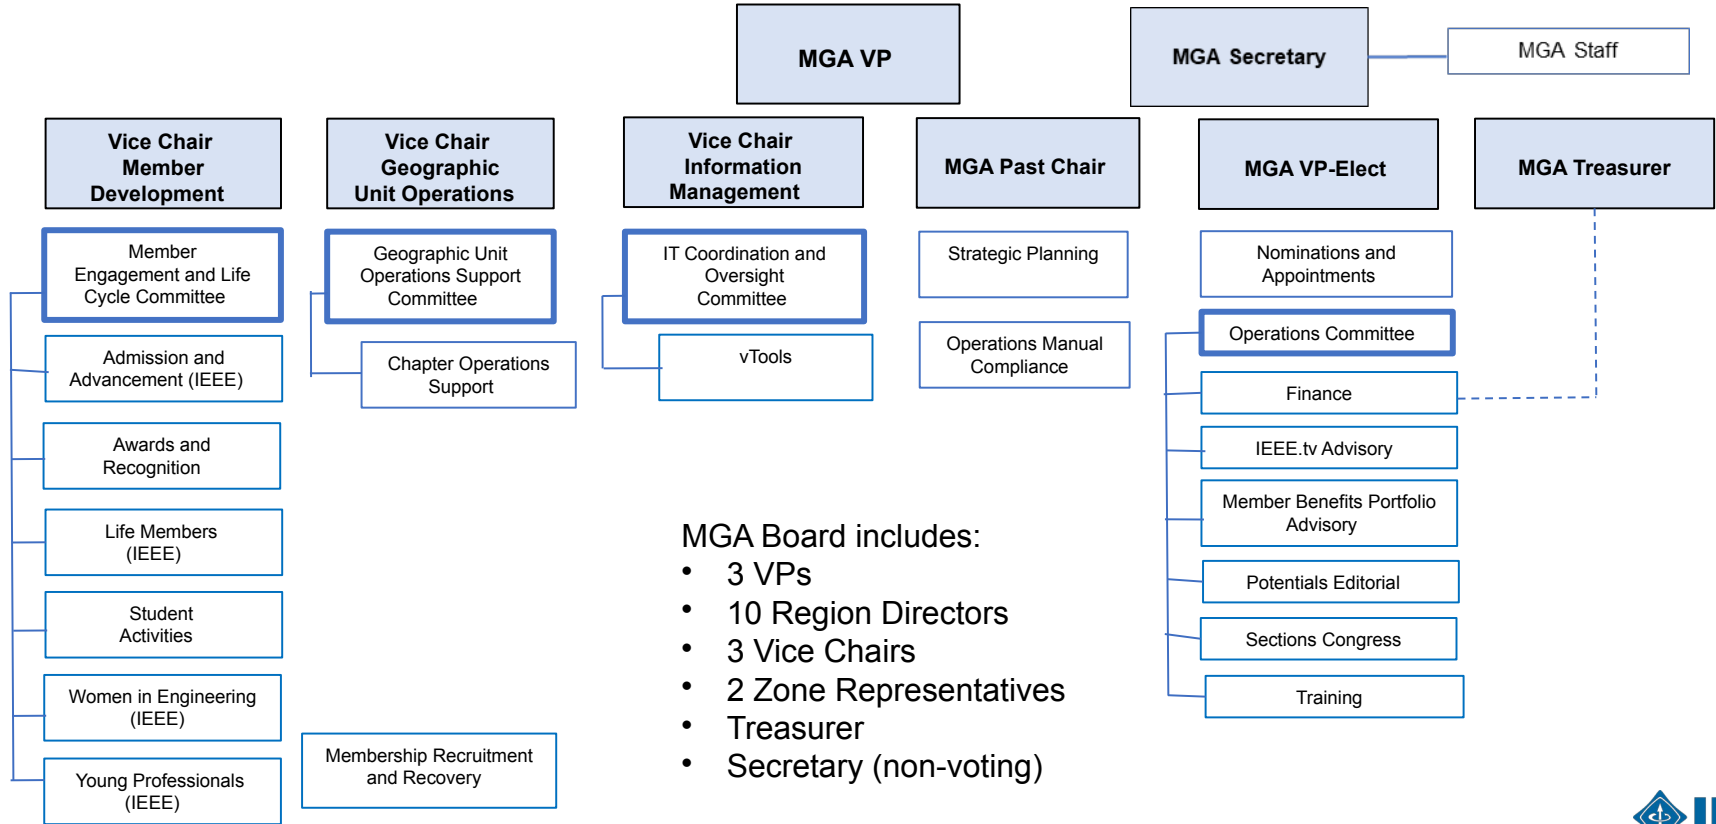 MGA VP
MGA Secretary
MGA Staff
Vice Chair
Member
Development
Vice Chair
Geographic
Unit Operations
Vice Chair
Information
Management
MGA Past Chair
MGA VP-Elect
MGA Treasurer
Member
Engagement and Life
Cycle Committee
Admission and
Advancement (IEEE)
Awards and
Recognition
Life Members
(IEEE)
Student
Activities
Women in Engineering
(IEEE)
Young Professionals
(IEEE)
Geographic Unit
Operations Support
Committee
Chapter Operations
Support
Membership Recruitment
and Recovery
IT Coordination and
Oversight
Committee
vTools
Strategic Planning
Operations Manual
Compliance
Nominations and
Appointments
Operations Committee
Finance
IEEE.tv Advisory
Member Benefits Portfolio
Advisory
Potentials Editorial
Sections Congress
Training
MGA Board includes:
• 3 VPs
• 10 Region Directors
• 3 Vice Chairs
• 2 Zone Representatives
• Treasurer
• Secretary (non-voting)